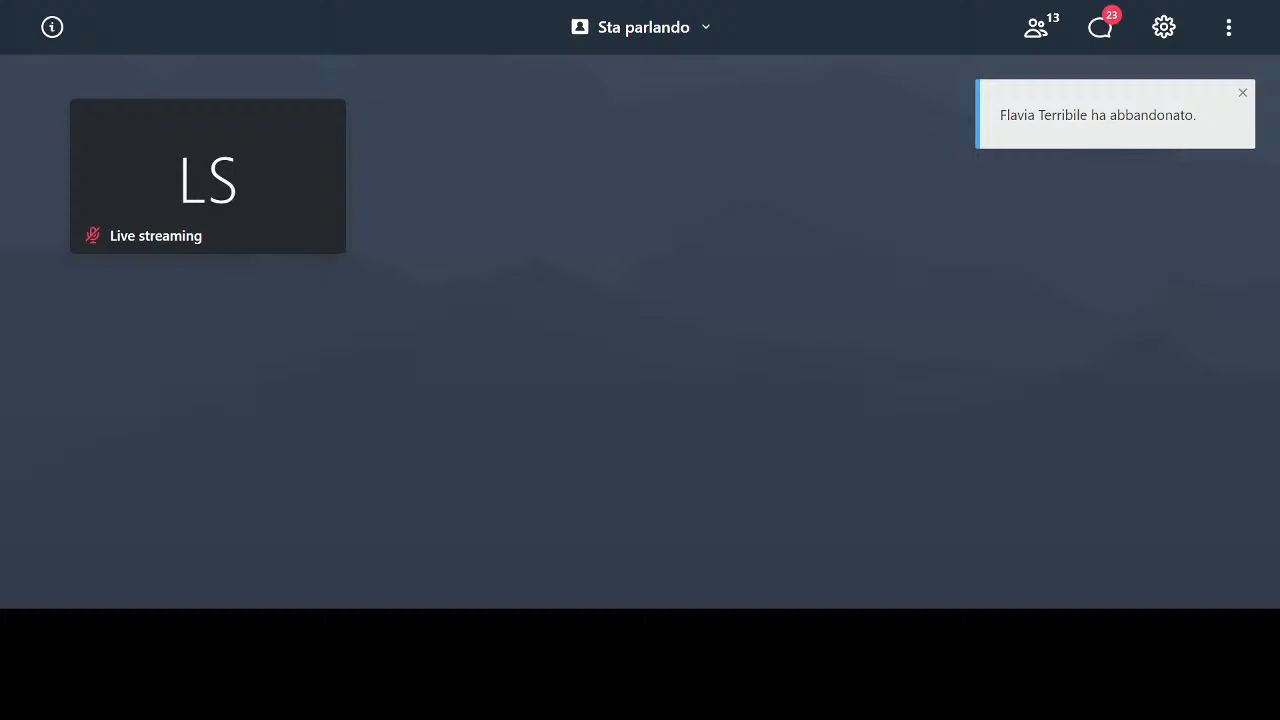 Sta parlando
13
23
Flavia Terribile ha abbandonato.
LS
Live streaming